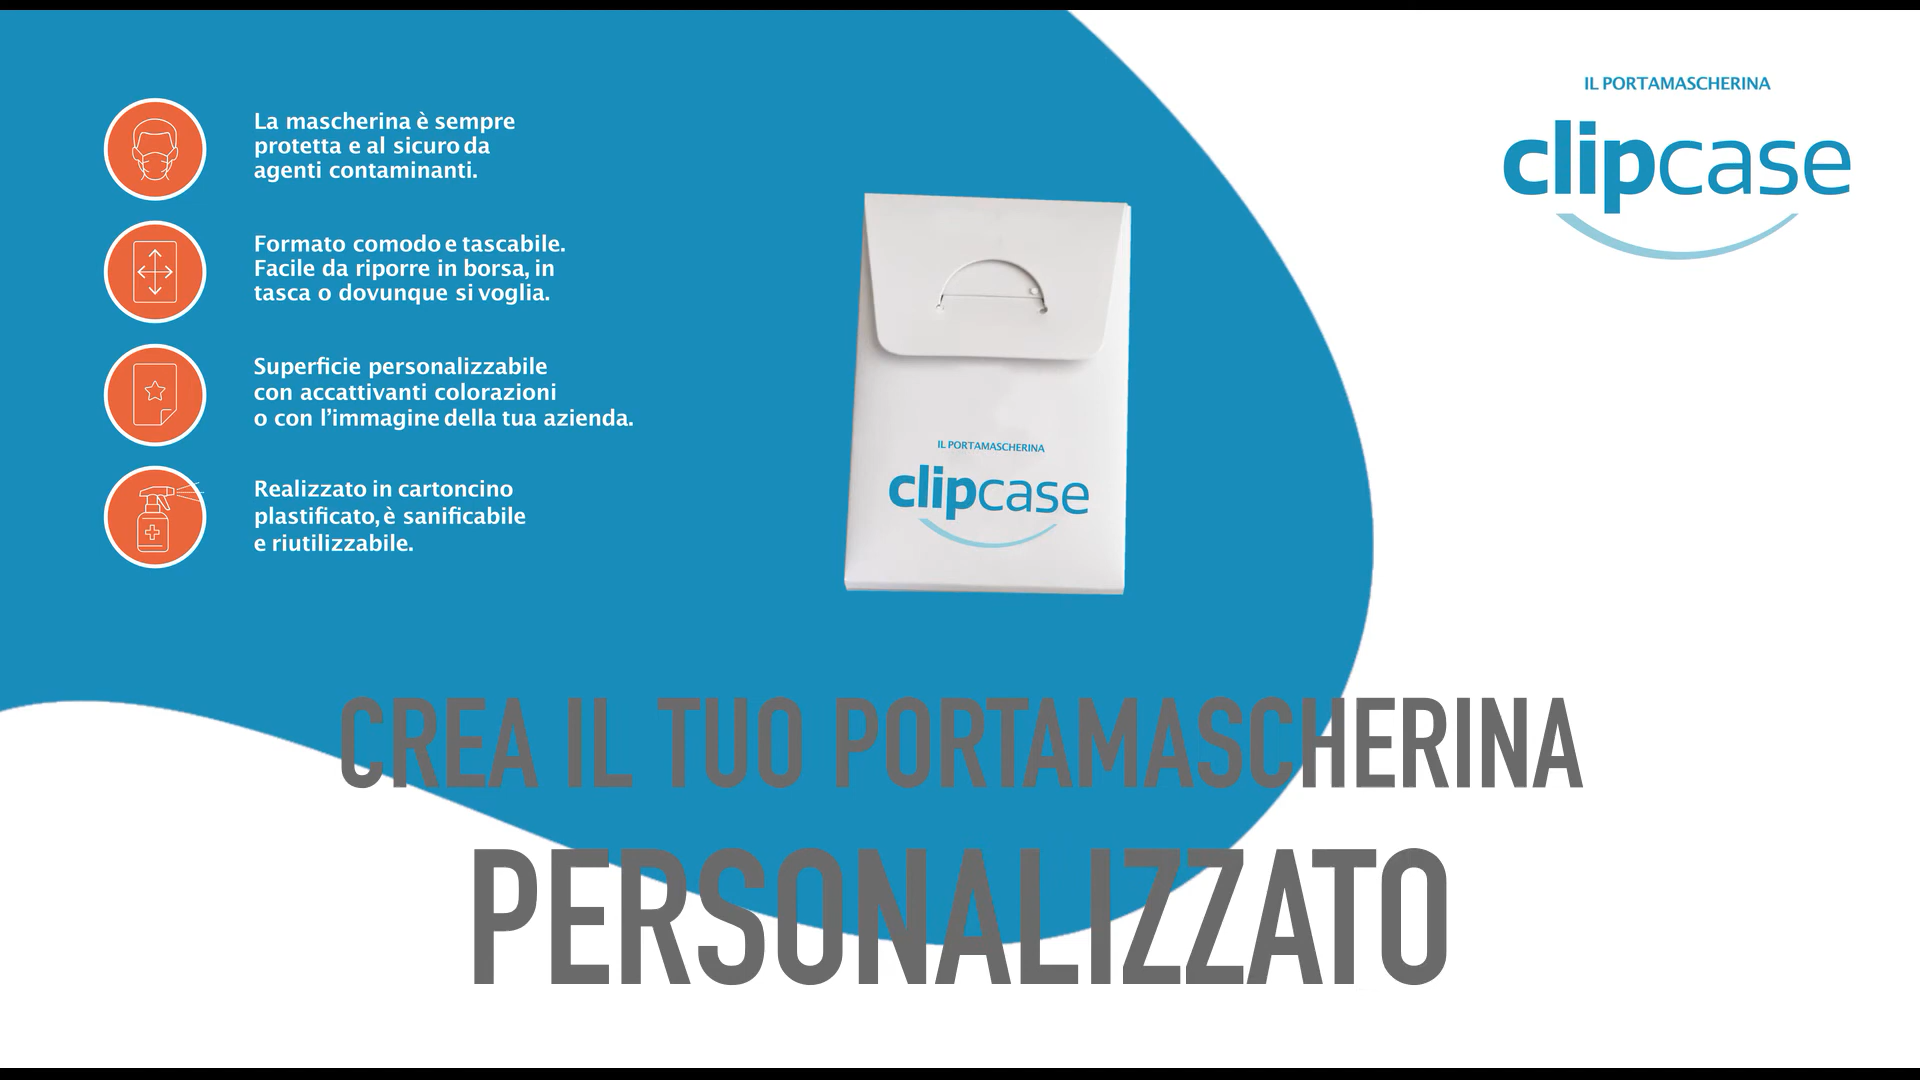 La mascherina è sempre
protetta e al sicuro da
agenti contaminanti.
Formato comodo e tascabile.
Facile da riporre in borsa, in
tasca o dovunque si voglia.
Superficie personalizzabile
con accattivanti colorazioni
o con l'immagine della tua azienda.
Realizzato in cartoncino
plastificato, è sanificabile
e riutilizzabile.
IL PORTAMASCHERINA
clipcase
IL PORTAMASCHERINA
clipcase
CREA IL TUO PORTAMASCHERINA
PERSONALIZZATO